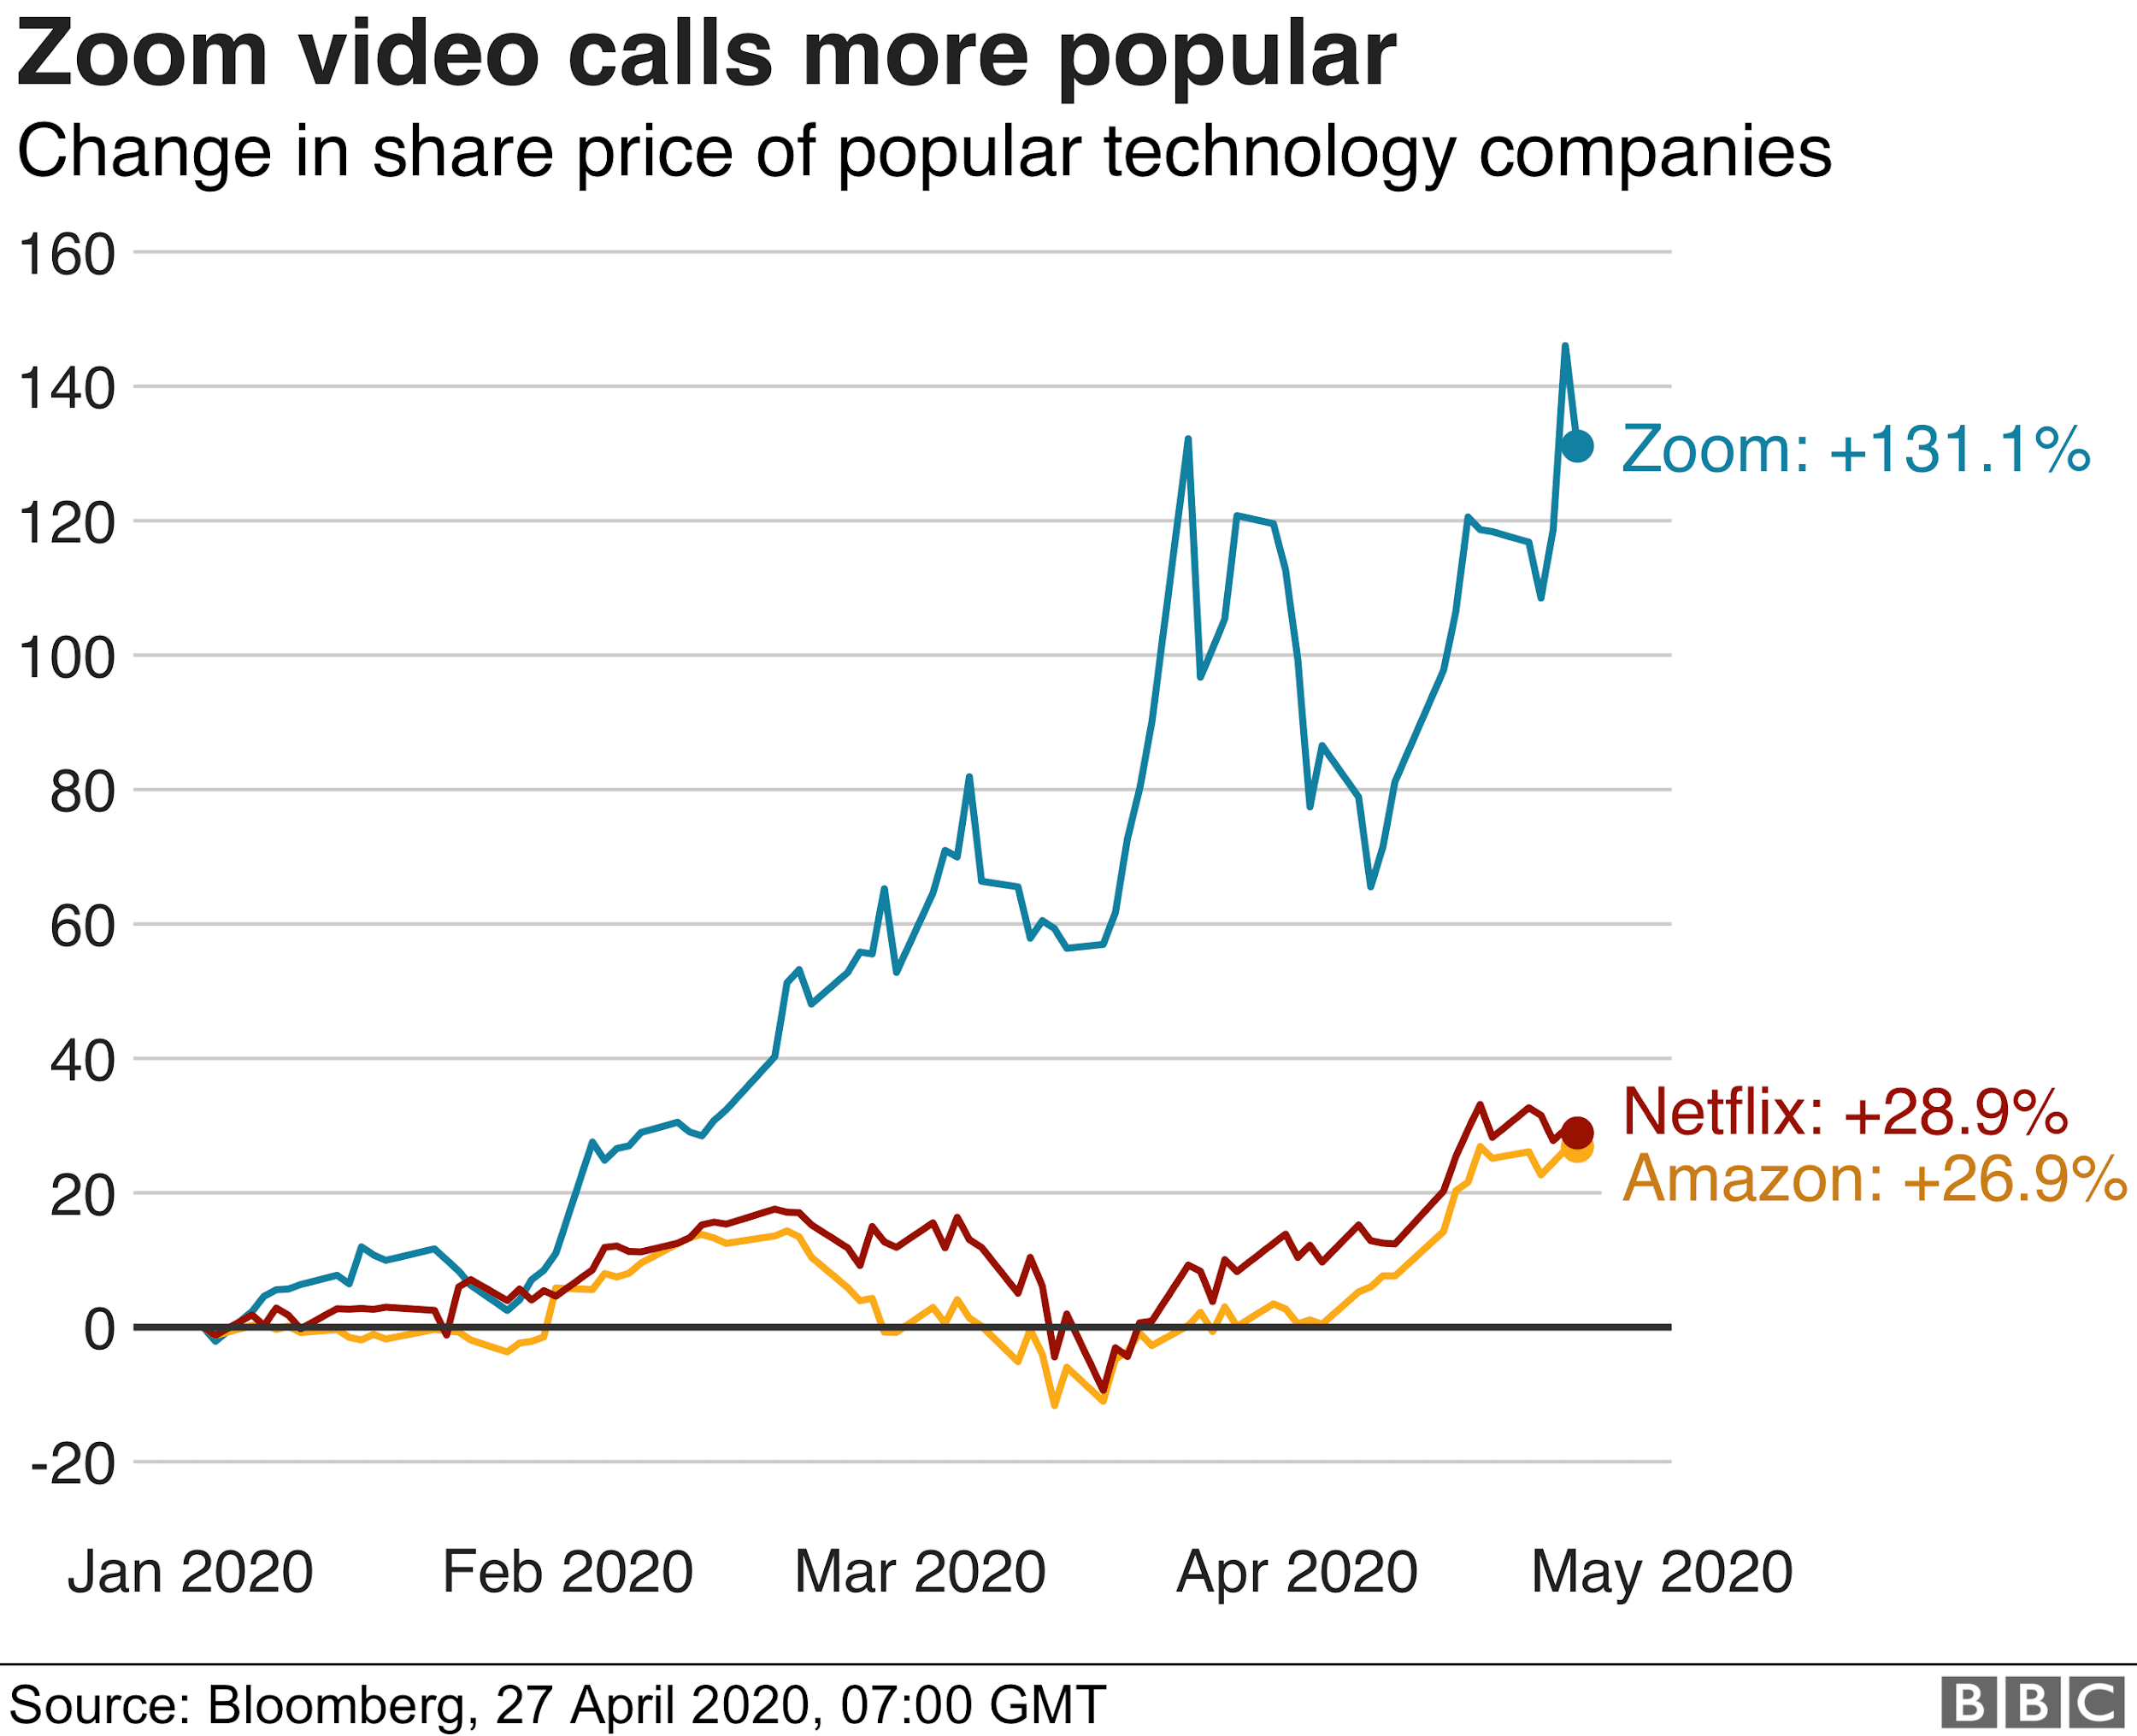 Zoom video calls more popular
Change in share price of popular technology companies
160
140
Zoom: +131.1%
120
100
80
60
40
Netflix: +28.9%
Amazon: +26.9%
20
0
-20
Jan 2020 Feb 2020 Mar 2020 Apr 2020 May 2020
Source: Bloomberg, 27 April 2020, 07:00 GMT
BBC